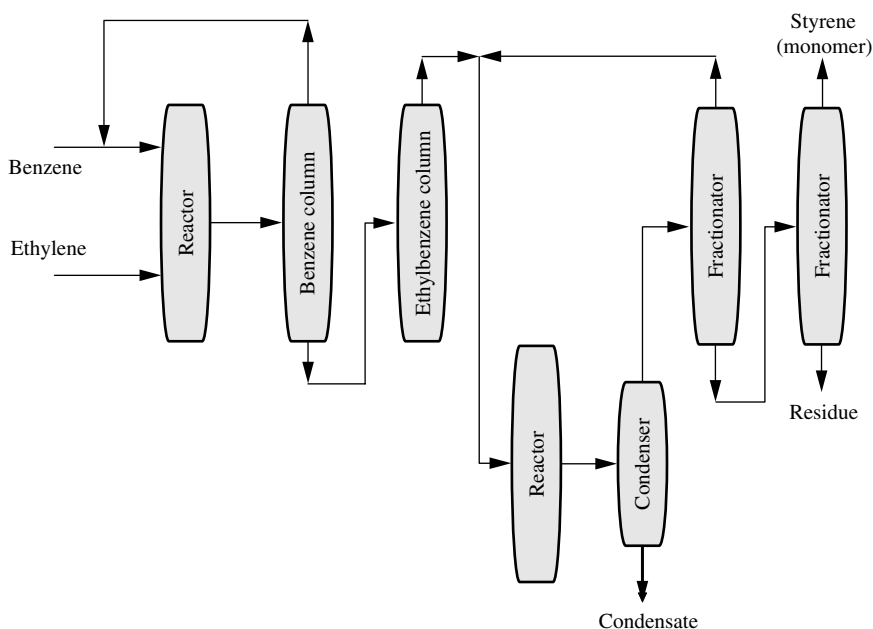 Styrene
(monomer)
Benzene
Ethylene
Reactor
Benzene column
Ethylbenzene column
Reactor
Condenser
Fractionator
Fractionator
Residue
Condensate